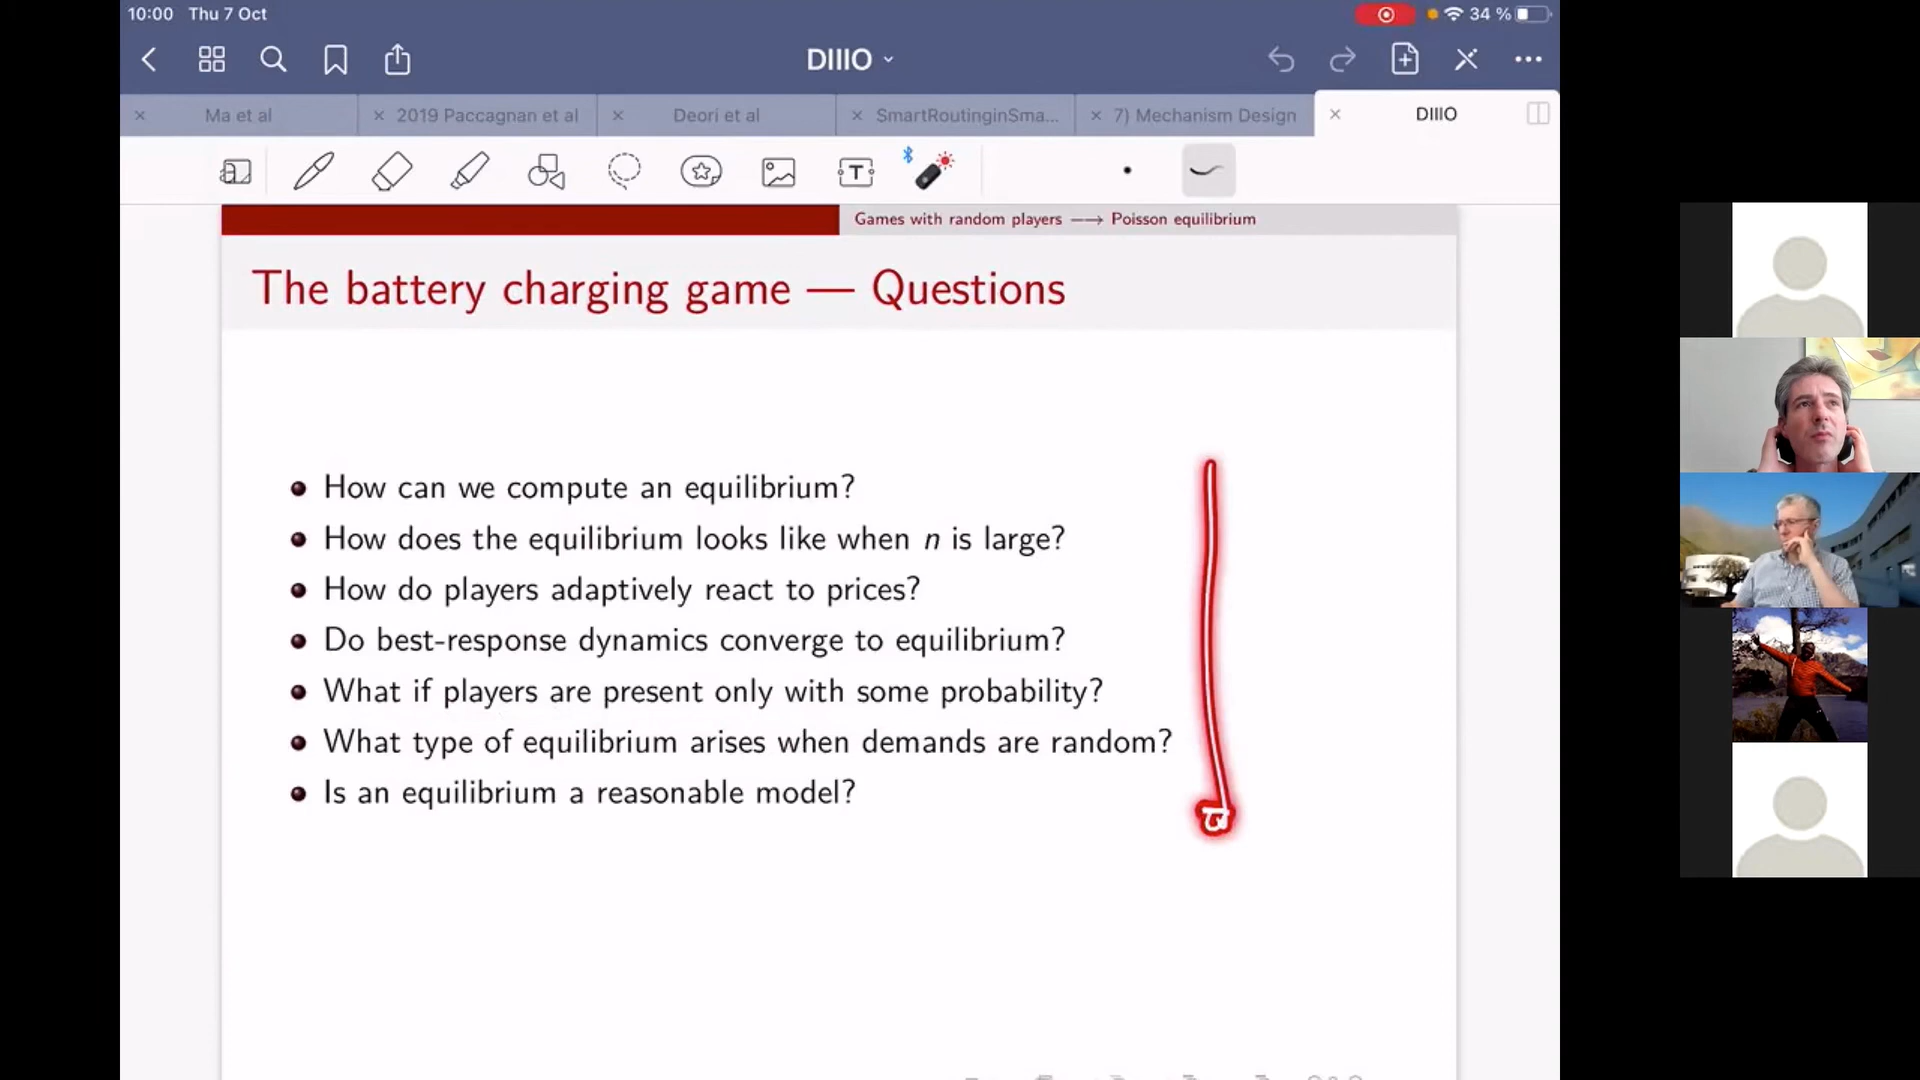 10:00 Thu 7 Oct
34 %
DIIIO
Ma et al
2019 Paccagnan et al
Deori et al
SmartRoutinginSma...
7) Mechanism Design
DIIIO
Games with random players ⟶ Poisson equilibrium
The battery charging game — Questions
How can we compute an equilibrium?
How does the equilibrium looks like when n is large?
How do players adaptively react to prices?
Do best-response dynamics converge to equilibrium?
What if players are present only with some probability?
What type of equilibrium arises when demands are random?
Is an equilibrium a reasonable model?